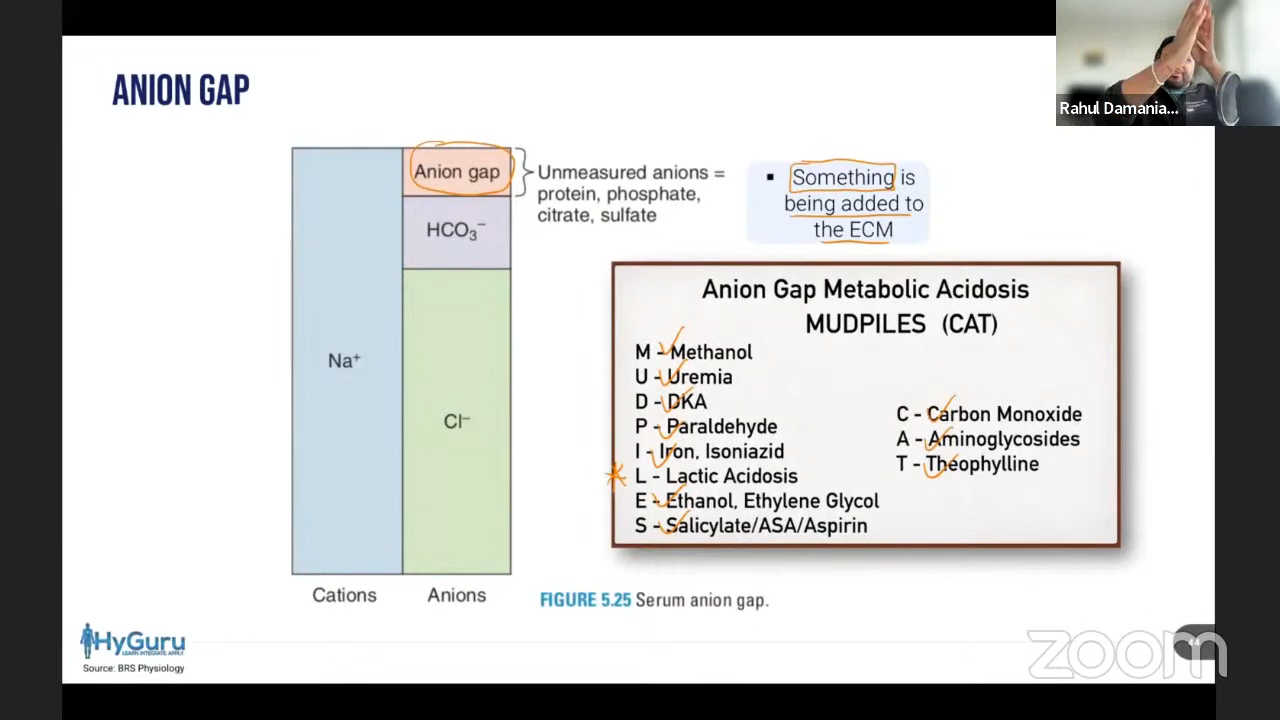 Rahul Damania...
ANION GAP
Anion gap
Unmeasured anions =
protein, phosphate,
citrate, sulfate
HCO₃⁻
Na⁺
Cl⁻
Cations
Anions
▪ Something is
being added to
the ECM
Anion Gap Metabolic Acidosis
MUDPILES (CAT)
M - Methanol
U - Uremia
D - DKA
P - Paraldehyde
I - Iron, Isoniazid
L - Lactic Acidosis
E - Ethanol, Ethylene Glycol
S - Salicylate/ASA/Aspirin
C - Carbon Monoxide
A - Aminoglycosides
T - Theophylline
FIGURE 5.25 Serum anion gap.
HyGuru
LEARN. INTEGRATE. APPLY.
Source: BRS Physiology
zoom